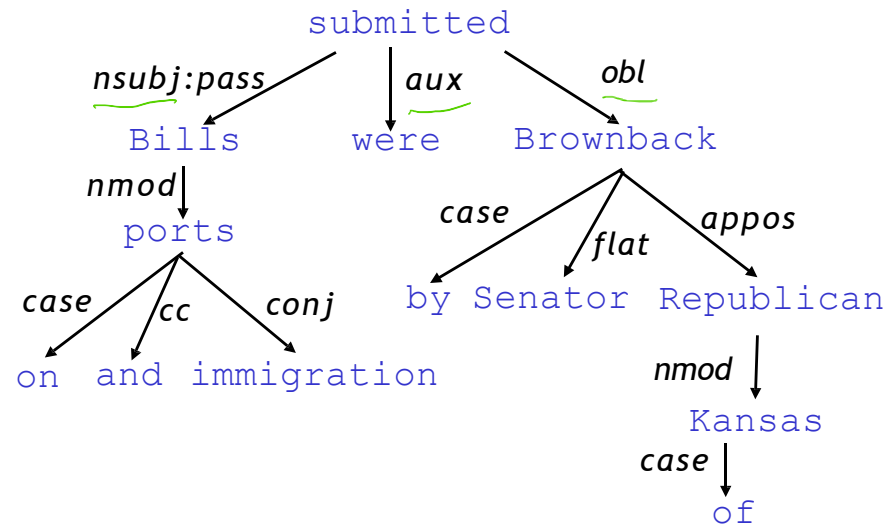 submitted
nsubj:pass aux obl
Bills were Brownback
nmod
ports
case flat appos
by Senator Republican
case cc conj
on and immigration
nmod
Kansas
case
of